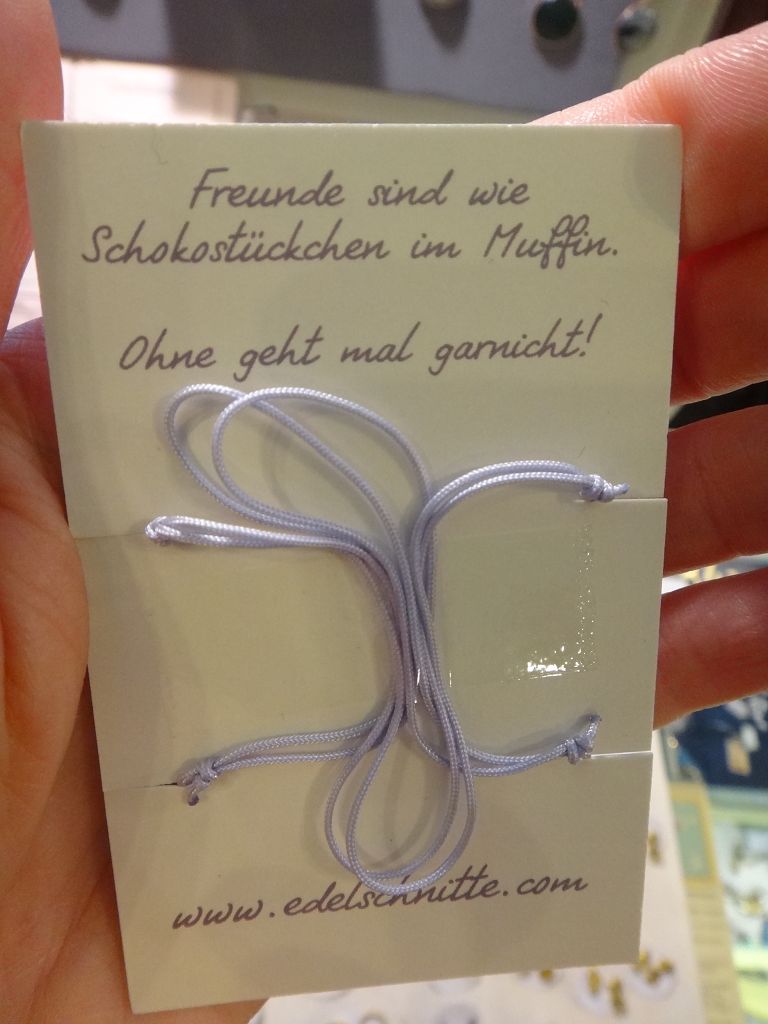 Freunde sind wie
Schokostückchen im Muffin.
Ohne geht mal garnicht!
www.edelschnitte.com